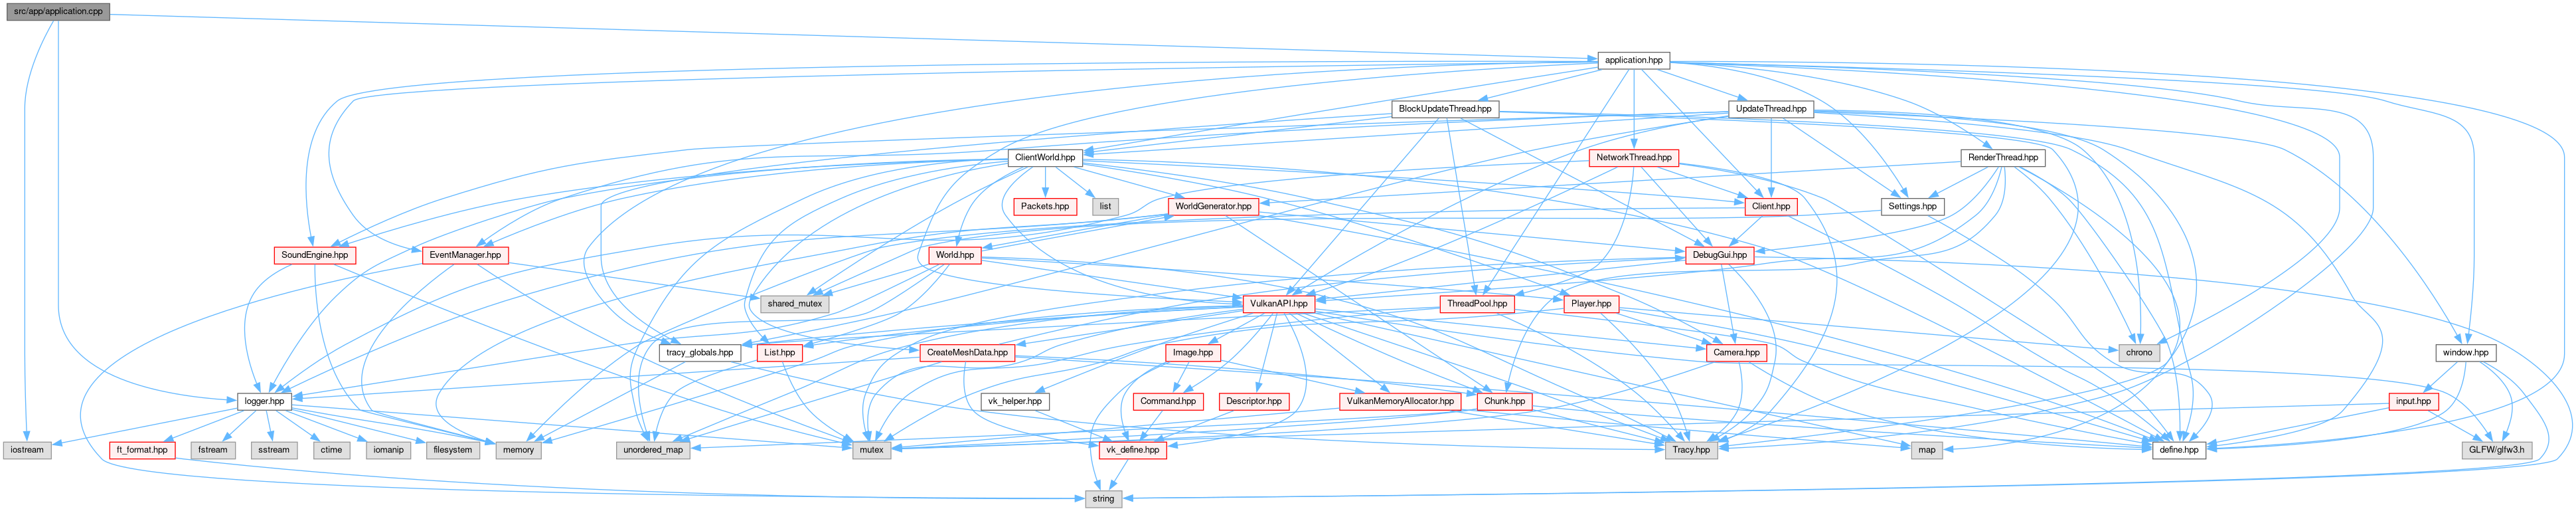 src/app/application.cpp
application.hpp
BlockUpdateThread.hpp
UpdateThread.hpp
ClientWorld.hpp
NetworkThread.hpp
RenderThread.hpp
Packets.hpp
list
WorldGenerator.hpp
Client.hpp
Settings.hpp
SoundEngine.hpp
EventManager.hpp
World.hpp
DebugGui.hpp
shared_mutex
VulkanAPI.hpp
ThreadPool.hpp
Player.hpp
tracy_globals.hpp
List.hpp
CreateMeshData.hpp
Image.hpp
Camera.hpp
chrono
window.hpp
logger.hpp
vk_helper.hpp
Command.hpp
Descriptor.hpp
VulkanMemoryAllocator.hpp
Chunk.hpp
input.hpp
iostream
ft_format.hpp
fstream
sstream
ctime
iomanip
filesystem
memory
unordered_map
mutex
vk_define.hpp
Tracy.hpp
map
define.hpp
GLFW/glfw3.h
string